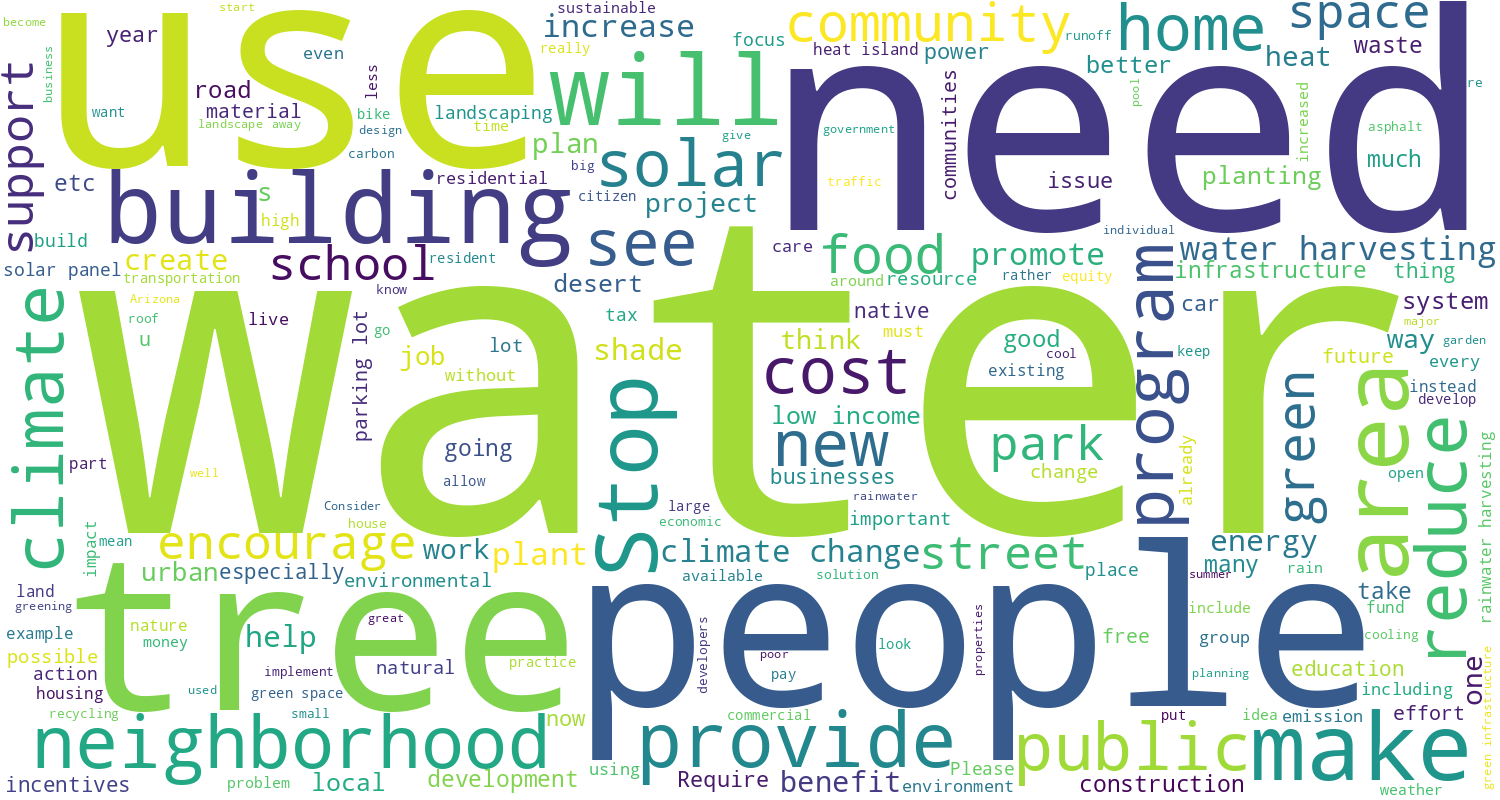 become
start
use
year
even
want
business
road
material
less
landscape away
bike
design
carbon
landscaping
time
sustainable
increase
really
focus
will
plan
give
big
community
heat island
runoff
power
home
better
space
heat
waste
re
need
communities
pool
increased
asphalt
much
government
traffic
issue
planting
support
etc
building
s
high
residential
solar
citizen
project
individual
build
solar panel
create
transportation
school
resident
know
see
desert
care
food
around
resource
promote
rather
equity
water harvesting
infrastructure
thing
Arizona
roof
u
live
parking lot
go
job
lot
without
tax
shade
native
think
must
cost
good
cool
existing
program
car
system
major
way
garden
keep
future
every
instead
develop
climate
water
stop
low income
new
businesses
park
change
already
green
area
open
reduce
rainwater harvesting
part
well
going
allow
Consider
house
large
economic
rainwater
important
impact
mean
encourage
work
plant
climate change
street
energy
many
rain
urban
especially
environmental
available
solution
place
summer
take
land
greening
tree
people
include
fund
example
nature
money
help
great
natural
practice
developers
poor
pay
look
properties
free
group
cooling
possible
action
housing
implement
green space
used
small
recycling
planning
education
including
one
green infrastructure
neighborhood
now
provide
commercial
public
put
idea
emission
effort
make
incentives
problem
local
development
using
Require
benefit
Please
environment
construction
weather